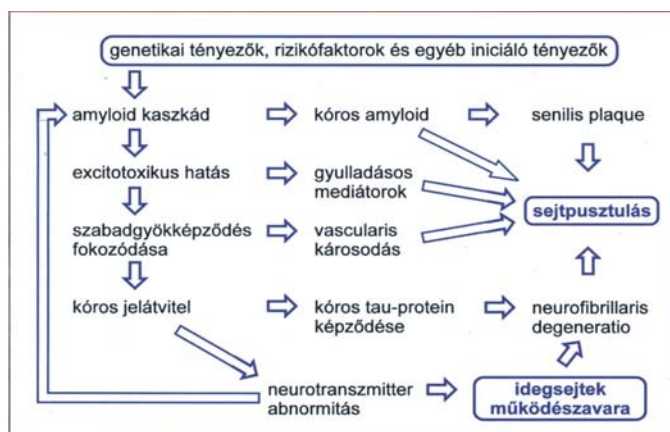 genetikai tényezők, rizikófaktorok és egyéb iniciáló tényezők
amyloid kaszkád
kóros amyloid
senilis plaque
excitotoxikus hatás
gyulladásos
mediátorok
sejtpusztulás
szabadgyökképződés
fokozódása
vascularis
károsodás
kóros jelátvitel
kóros tau-protein
képződése
neurofibrillaris
degeneratio
neurotranszmitter
abnormitás
idegsejtek
működészavara